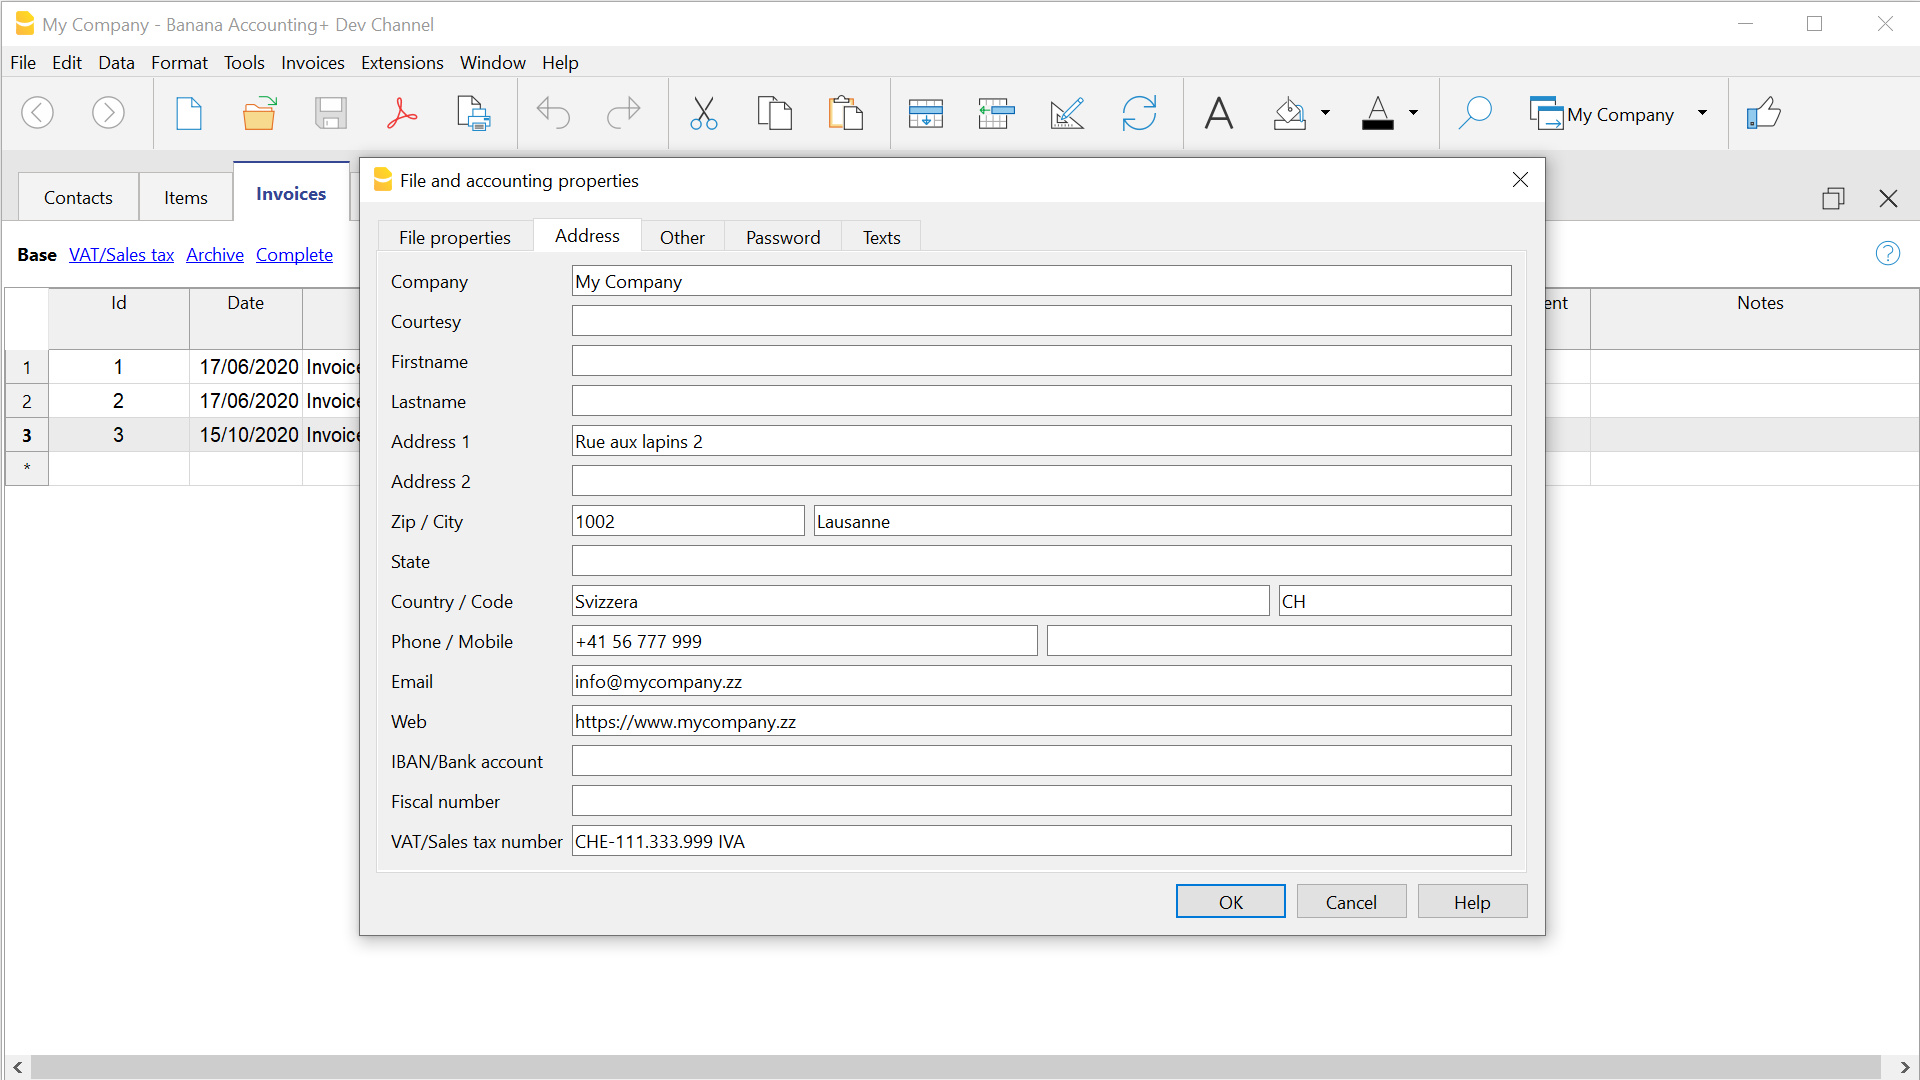 My Company - Banana Accounting+ Dev Channel
File Edit Data Format Tools Invoices Extensions Window Help
A A My Company
Contacts Items Invoices
File and accounting properties
File properties Address Other Password Texts
Base VAT/Sales tax Archive Complete ?
Id Date ent Notes
1 1 17/06/2020 Invoice
2 2 17/06/2020 Invoice
3 3 15/10/2020 Invoice
*
Company My Company
Courtesy
Firstname
Lastname
Address 1 Rue aux lapins 2
Address 2
Zip / City 1002 Lausanne
State
Country / Code Svizzera CH
Phone / Mobile +41 56 777 999
Email info@mycompany.zz
Web https://www.mycompany.zz
IBAN/Bank account
Fiscal number
VAT/Sales tax number CHE-111.333.999 IVA
OK Cancel Help